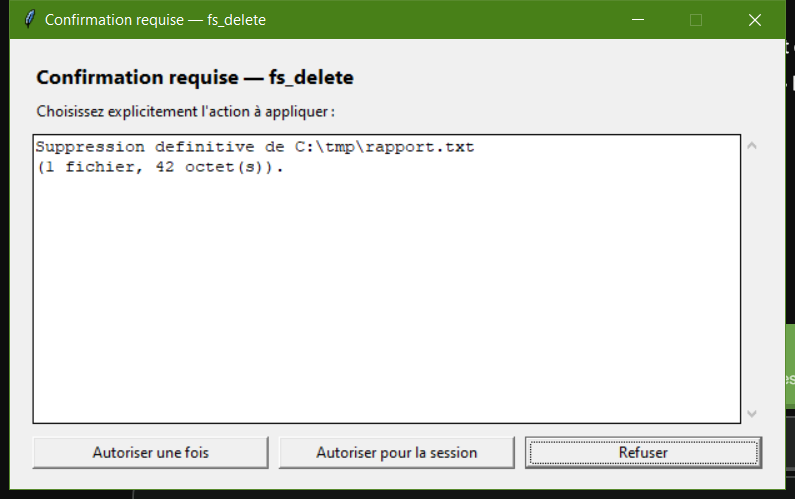 Confirmation requise — fs_delete
Confirmation requise — fs_delete
Choisissez explicitement l'action à appliquer :
Suppression definitive de C:\tmp\rapport.txt
(1 fichier, 42 octet(s)).
Autoriser une fois
Autoriser pour la session
Refuser